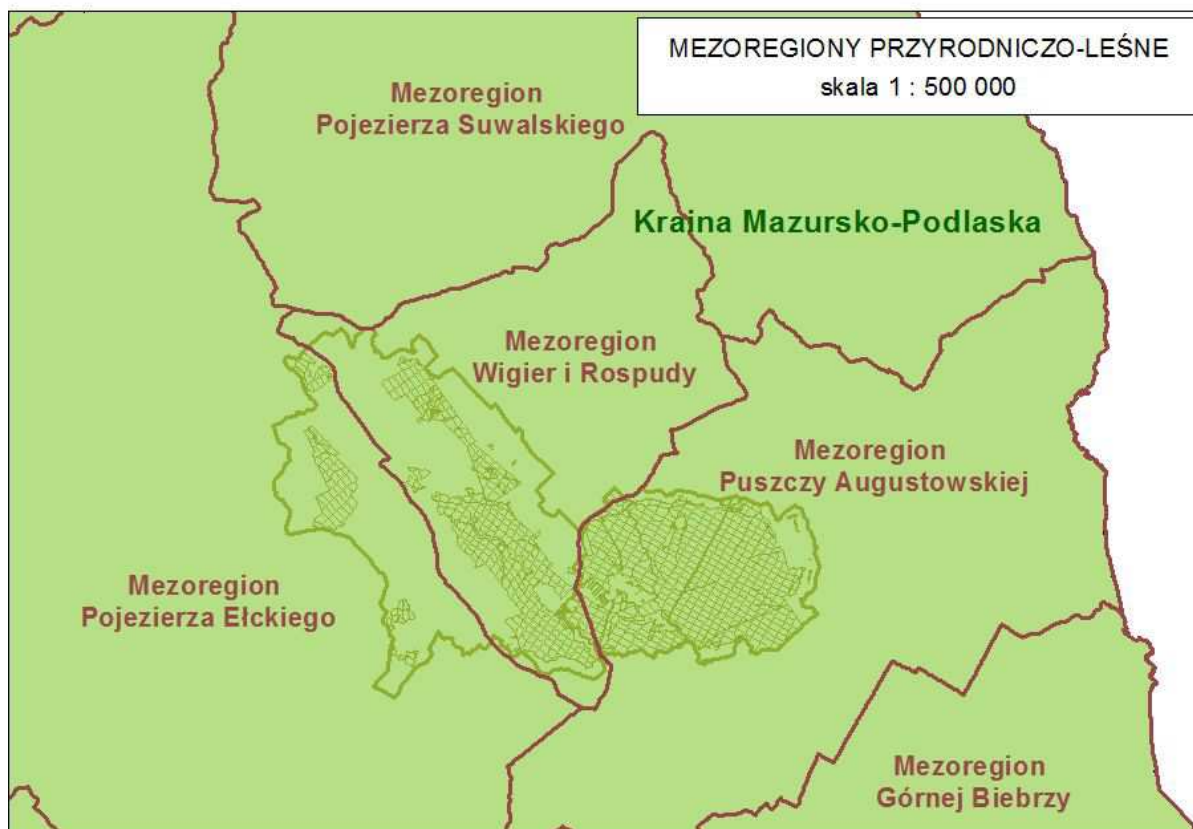 MEZOREGIONY PRZYRODNICZO-LEŚNE
skala 1 : 500 000
Mezoregion
Pojezierza Suwalskiego
Kraina Mazursko-Podlaska
Mezoregion
Wigier i Rospudy
Mezoregion
Puszczy Augustowskiej
Mezoregion
Pojezierza Ełckiego
Mezoregion
Górnej Biebrzy